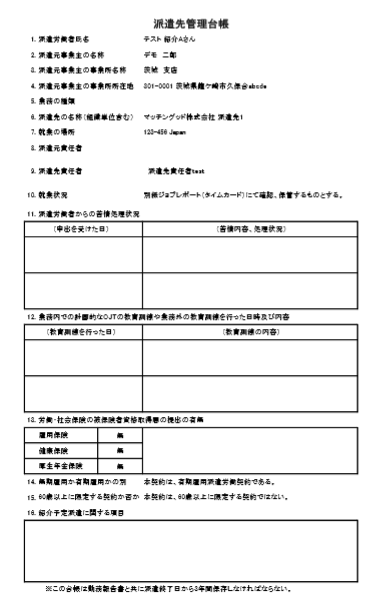 派遣先管理台帳
1. 派遣労働者氏名 テスト 紹介Aさん
2. 派遣元事業主の名称 デモ 二郎
3. 派遣元事業主の事業所名称 茨城 支店
4. 派遣元事業主の事業所所在地 301-0001 茨城県龍ケ崎市久保台abcde
5. 業務の種類
6. 派遣先の名称(組織単位含む) マッチングッド株式会社 派遣先1
7. 就業の場所 123-456 Japan
8. 派遣元責任者
9. 派遣先責任者 派遣先責任者test
10. 就業状況 別紙ジョブレポート(タイムカード)にて確認、保管するものとする。
11. 派遣労働者からの苦情処理状況
(申出を受けた日) (苦情内容、処理状況)
12. 業務内での計画的なOJTの教育訓練や業務外の教育訓練を行った日時及び内容
(教育訓練を行った日) (教育訓練の内容)
13. 労働・社会保険の被保険者資格取得届の提出の有無
雇用保険 無
健康保険 無
厚生年金保険 無
14. 無期雇用か有期雇用かの別 本契約は、有期雇用派遣労働契約である。
15. 60歳以上に限定する契約か否か 本契約は、60歳以上に限定する契約ではない。
16. 紹介予定派遣に関する項目
※この台帳は勤務報告書と共に派遣終了日から3年間保存しなければならない。